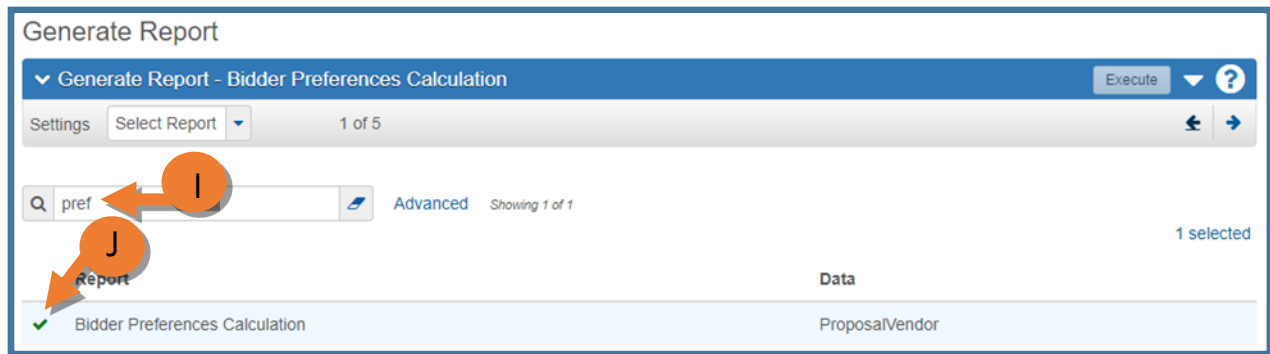 Generate Report
Generate Report - Bidder Preferences Calculation Execute ?
Settings Select Report 1 of 5
I
pref Advanced Showing 1 of 1
1 selected
J
Report Data
Bidder Preferences Calculation ProposalVendor